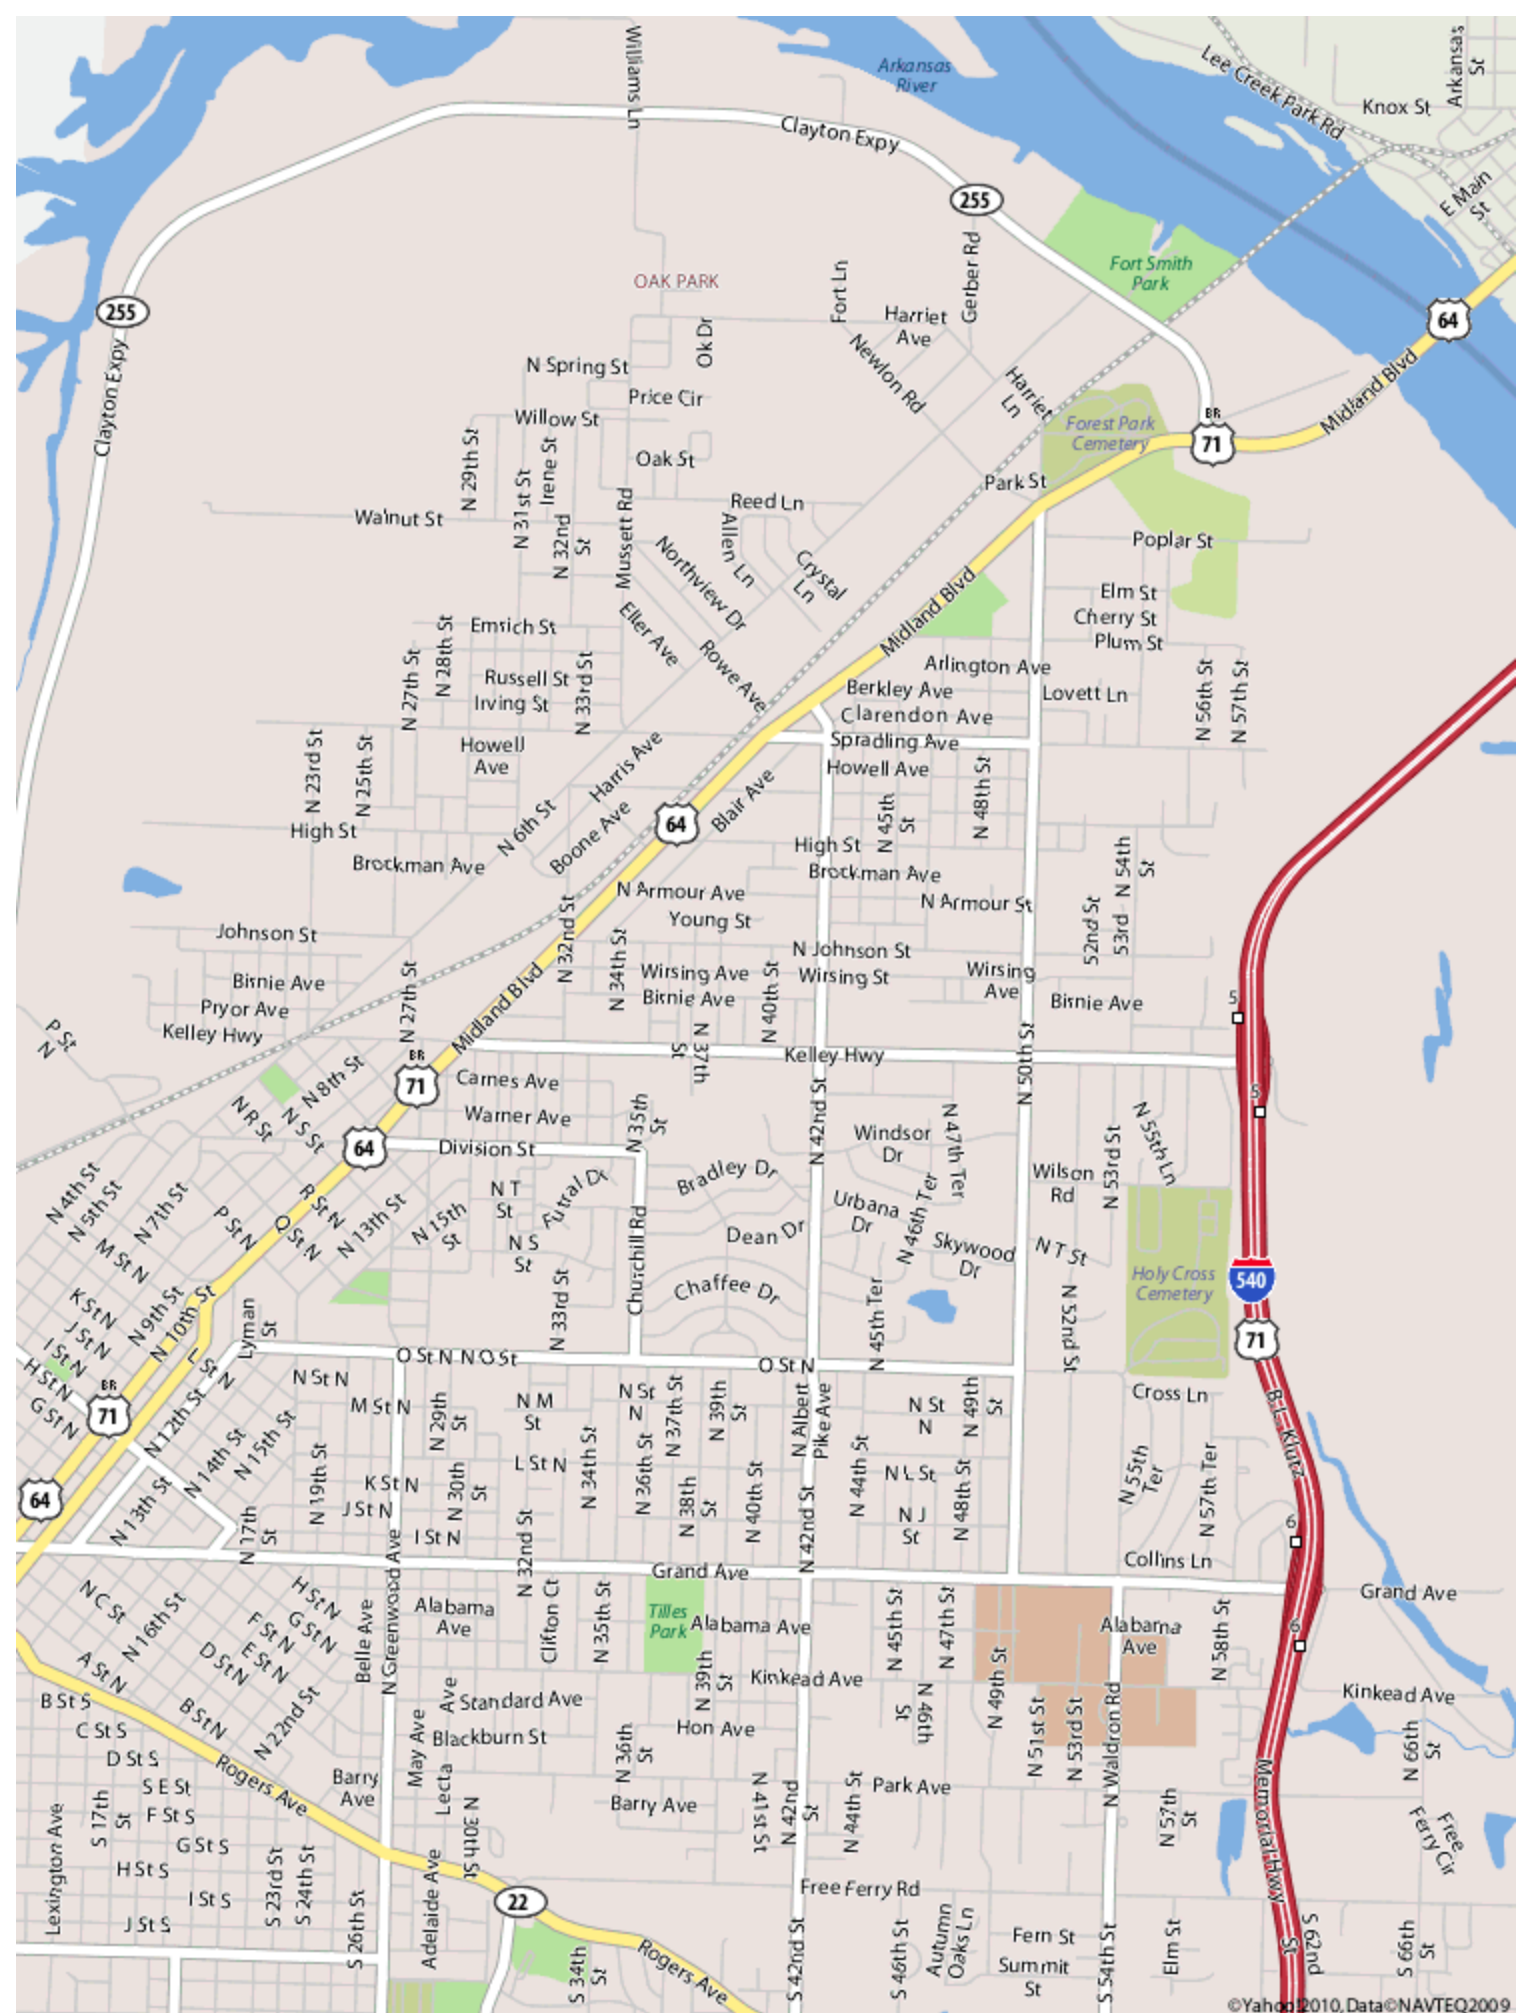 Williams Ln
Arkansas
River
Lee Creek Park Rd
Arkansas
St
Knox St
Clayton Expy
255
E Main
St
Fort Smith
Park
Gerber Rd
Fort Ln
OAK PARK
255
Harriet
Ave
64
Ok Dr
Newlon Rd
N Spring St
Harriet
Ln
Midland Blvd
Clayton Expy
Price Cir
Willow St
BR
71
Forest Park
Cemetery
Oak St
N 29th St
Irene St
N 31st St
Park St
Reed Ln
Walnut St
N 32nd
St
Mussett Rd
Allen Ln
Northview Dr
Crystal
Ln
Poplar St
Midland Blvd
Elm St
Cherry St
Plum St
Eller Ave
Emrich St
N 28th St
N 27th St
Rowe Ave
Arlington Ave
Russell St
Irving St
N 33rd St
Berkley Ave
Lovett Ln
N 56th St
N 57th St
Clarendon Ave
Spradling Ave
N 23rd St
N 25th St
Howell
Ave
Harris Ave
Howell Ave
Blair Ave
N 48th St
N 45th
St
64
N 6th St
Boone Ave
High St
High St
Brockman Ave
Brockman Ave
N 54th
St
N Armour Ave
N Armour St
Young St
52nd St
53rd
Johnson St
N 32nd St
N 34th St
N Johnson St
Birnie Ave
N 27th St
Midland Blvd
Wirsing Ave
Wirsing St
Wirsing
Ave
Pryor Ave
Birnie Ave
N 40th St
Birnie Ave
5
P St
N
Kelley Hwy
N 37th
St
Kelley Hwy
N 50th St
BR
71
N 8th St
Carnes Ave
N 42nd St
5
N R St
N S St
Warner Ave
N 35th
St
64
Division St
Windsor
Dr
N 47th Ter
N 53rd St
N 55th Ln
N 4th St
N 5th St
N 7th St
R St N
N T
St
Futral Dr
Bradley Dr
Wilson
Rd
P St N
Q St N
N 13th St
N 15th
St
Urbana
Dr
N 46th Ter
Dean Dr
Churchill Rd
M St N
N S
St
Skywood
Dr
N T St
Chaffee Dr
Holy Cross
Cemetery
540
K St N
J St N
I St N
H St N
G St N
N 9th St
N 10th St
Lyman
St
N 33rd St
N 45th Ter
N 52nd St
71
L St N
O St N N O St
O St N
BR
71
N St N
M St N
N 29th
St
N M
St
N St
N
N 37th St
N 39th
St
N Albert
Pike Ave
N St
N
N 49th
St
Cross Ln
B L Klutz
N 12th St
N 14th St
N 15th St
N 19th St
64
L St N
N 34th St
N 36th St
N 38th
St
N 40th St
N 44th St
N L St
N 48th St
N 55th
Ter
N 57th Ter
K St N
J St N
N 30th
St
N 13th St
N 17th
St
I St N
N 32nd St
N 42nd St
N J
St
6
Grand Ave
Collins Ln
Grand Ave
N C St
N 16th St
H St N
G St N
F St N
E St N
D St N
Belle Ave
N Greenwood Ave
Alabama
Ave
Clifton Ct
N 35th St
Tilles
Park
Alabama Ave
N 45th St
N 47th St
Alabama
Ave
N 58th St
6
A St N
B St N
N 22nd St
N 39th
St
Kinkead Ave
N 49th St
Kinkead Ave
B St S
C St S
D St S
S E St
F St S
G St S
H St S
I St S
J St S
Standard Ave
Blackburn St
May Ave
Lecta
Ave
N 36th
St
Hon Ave
N 46th
St
N 51st St
N 53rd St
N Waldron Rd
N 66th
St
Rogers Ave
Barry
Ave
Barry Ave
N 41st St
N 42nd
St
N 44th St
Park Ave
N 57th
St
Memorial Hwy
Free
Ferry Cir
Lexington Ave
S 17th
St
N 30th St
S 23rd St
S 24th St
S 26th St
Adelaide Ave
22
Free Ferry Rd
S 34th
St
Rogers Ave
S 42nd St
S 46th St
Autumn
Oaks Ln
Fern St
Summit
St
S 54th St
Elm St
St
S 62nd
S 66th
St
©Yahoo!2010, Data©NAVTEQ2009